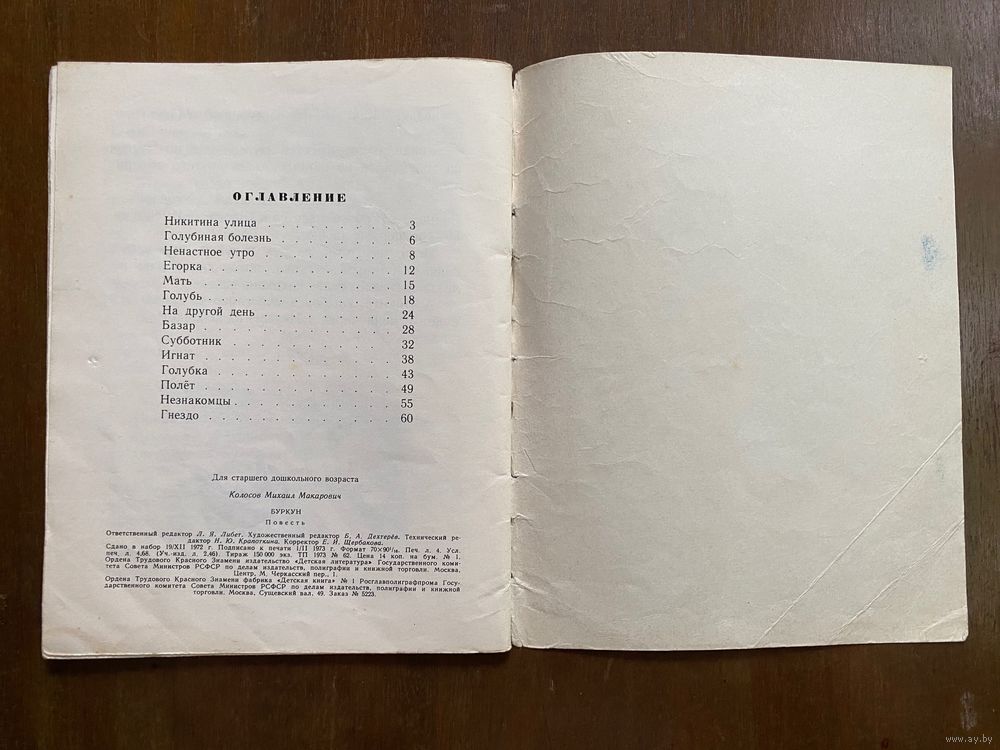 ОГЛАВЛЕНИЕ
Никитина улица . . . . . . . . . 3
Голубиная болезнь . . . . . . . . 6
Ненастное утро . . . . . . . . . 8
Егорка . . . . . . . . . . . . 12
Мать . . . . . . . . . . . . 15
Голубь . . . . . . . . . . . . 18
На другой день . . . . . . . . . 24
Базар . . . . . . . . . . . . 28
Субботник . . . . . . . . . . . 32
Игнат . . . . . . . . . . . . 38
Голубка . . . . . . . . . . . . 43
Полёт . . . . . . . . . . . . 49
Незнакомцы . . . . . . . . . . . 55
Гнездо . . . . . . . . . . . . 60
Для старшего дошкольного возраста
Колосов Михаил Макарович
БУРКУН
Повесть
Ответственный редактор Л. Я. Либет. Художественный редактор Б. А. Дехтерёв. Технический ре-
дактор Н. Ю. Крапоткина. Корректор Е. И. Щербакова.
Сдано в набор 19/XII 1972 г. Подписано к печати 1/II 1973 г. Формат 70×90¹/₁₆. Печ. л. 4. Усл.
печ. л. 4,68. (Уч.-изд. л. 2,46). Тираж 150 000 экз. ТП 1973 № 62. Цена 14 коп. на бум. № 1.
Ордена Трудового Красного Знамени издательство «Детская литература» Государственного коми-
тета Совета Министров РСФСР по делам издательств, полиграфии и книжной торговли. Москва,
Центр, М. Черкасский пер., 1.
Ордена Трудового Красного Знамени фабрика «Детская книга» № 1 Росглавполиграфпрома Госу-
дарственного комитета Совета Министров РСФСР по делам издательств, полиграфии и книжной
торговли. Москва, Сущевский вал, 49. Заказ № 5223.
www.ay.by